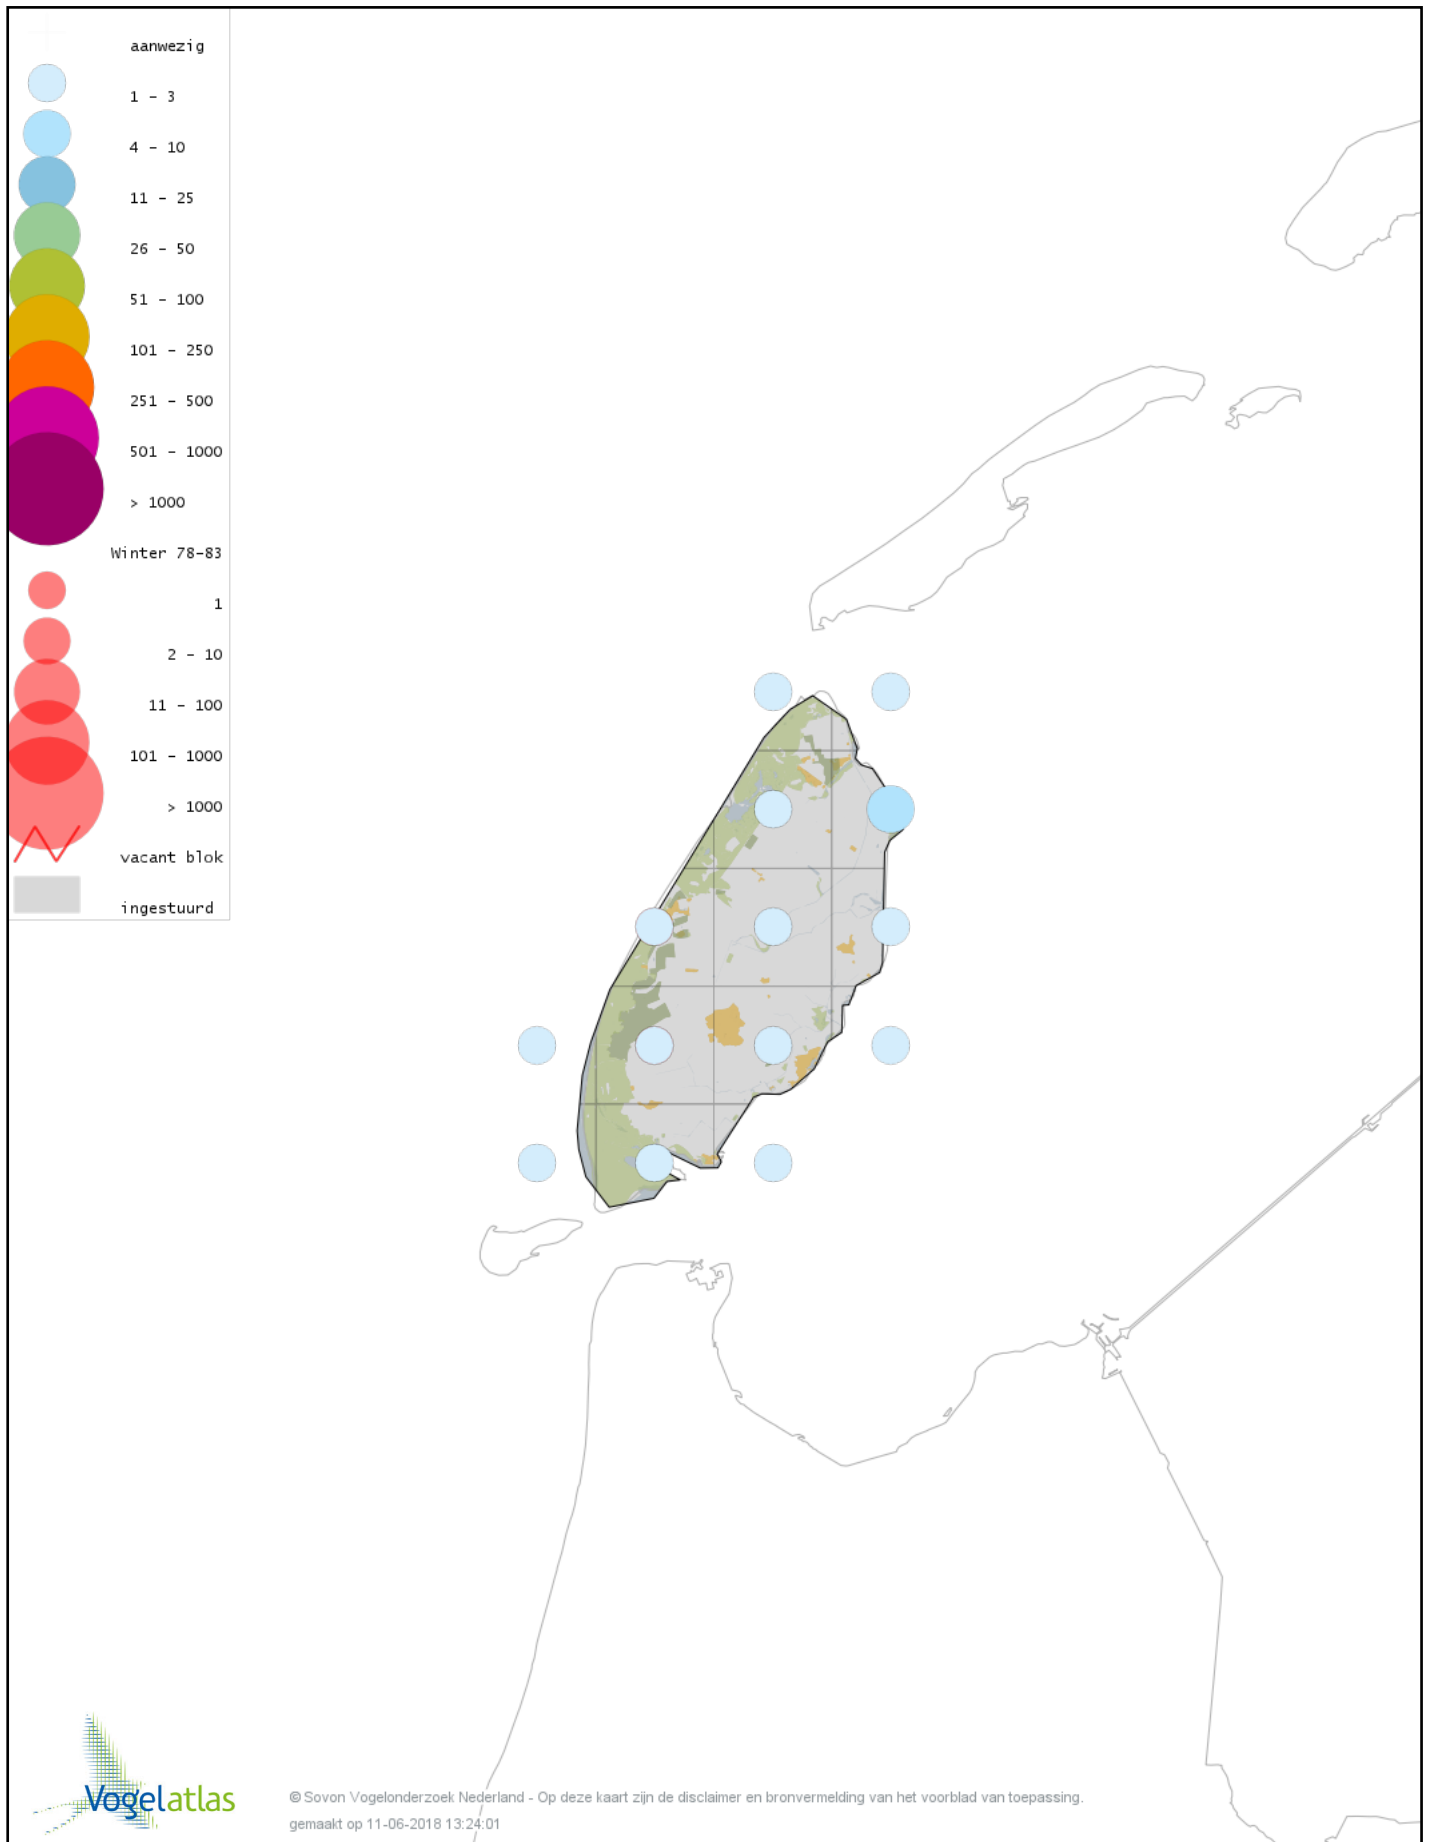 aanwezig
1 - 3
4 - 10
11 - 25
26 - 50
51 - 100
101 - 250
251 - 500
501 - 1000
> 1000
Winter 78-83
1
2 - 10
11 - 100
101 - 1000
> 1000
vacant blok
ingestuurd
Vogelatlas
© Sovon Vogelonderzoek Nederland - Op deze kaart zijn de disclaimer en bronvermelding van het voorblad van toepassing.
gemaakt op 11-06-2018 13:24:01